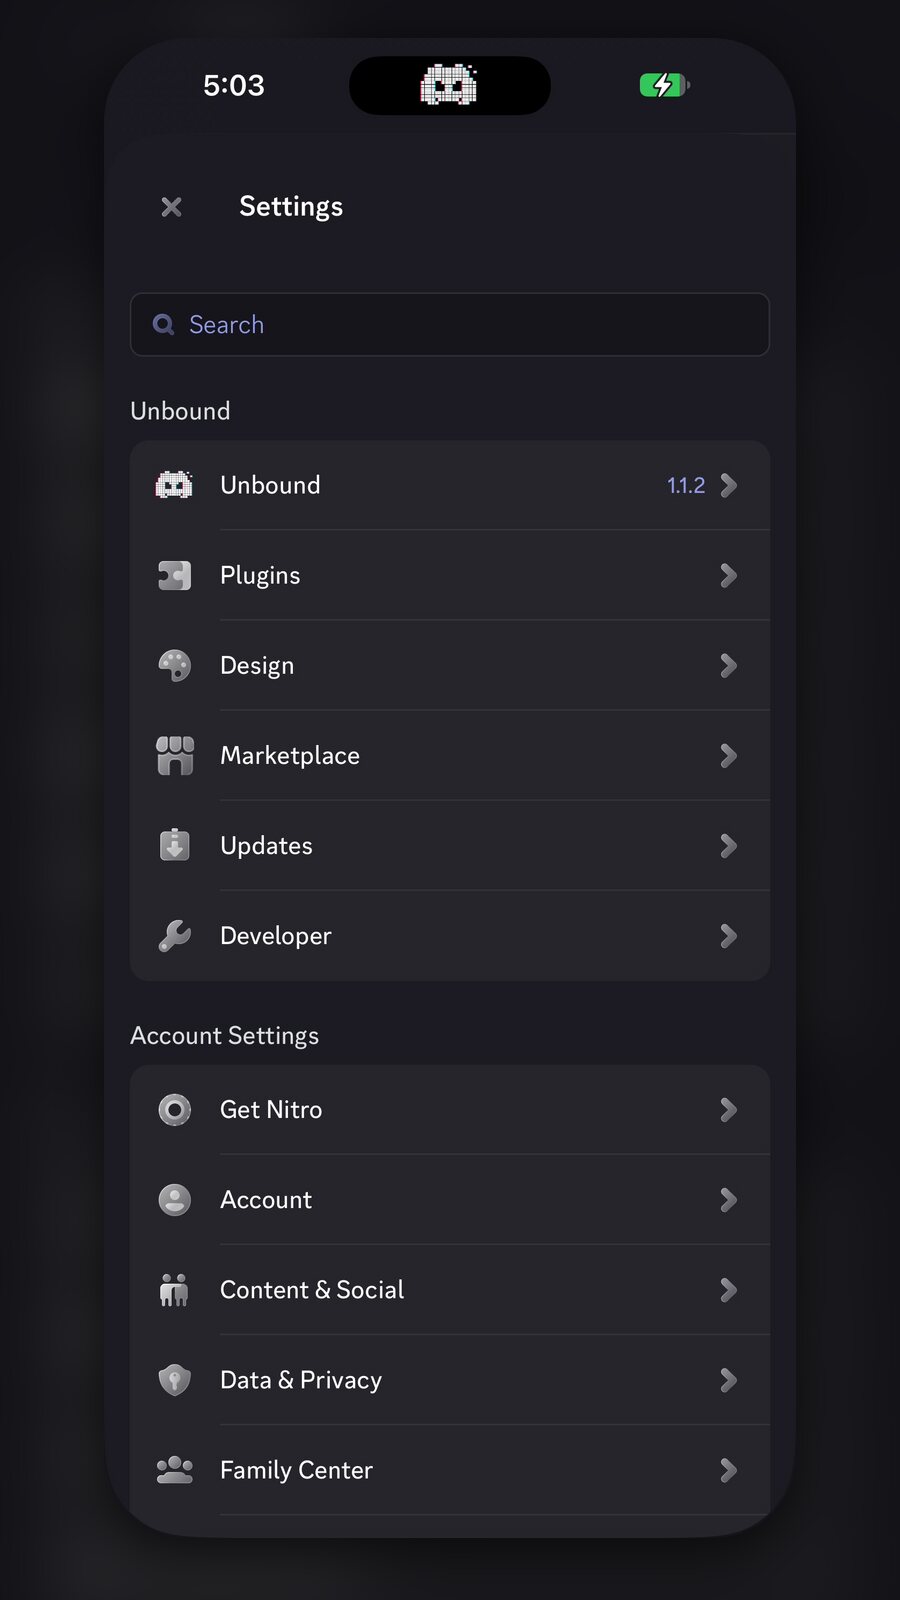 5:03
Settings
Search
Unbound
Unbound 1.1.2
Plugins
Design
Marketplace
Updates
Developer
Account Settings
Get Nitro
Account
Content & Social
Data & Privacy
Family Center